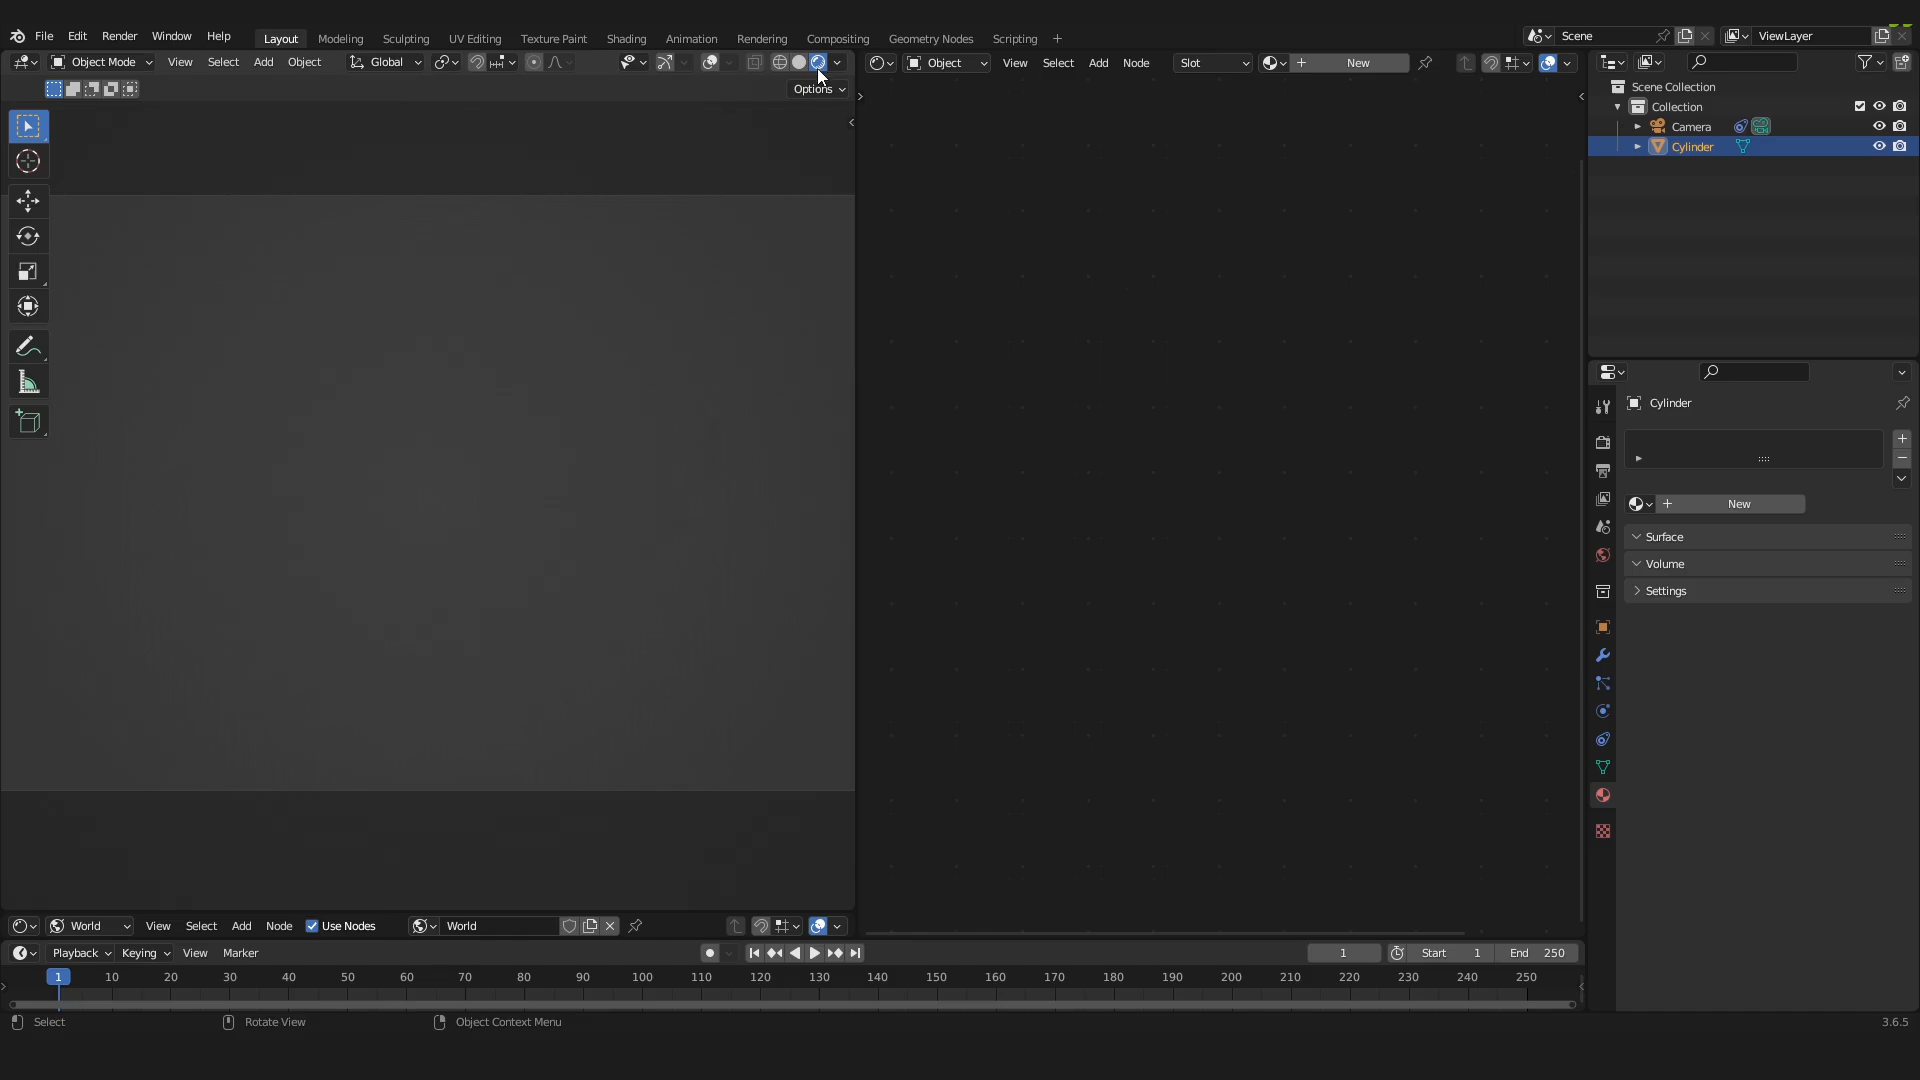 File Edit Render Window Help Layout Modeling Sculpting UV Editing Texture Paint Shading Animation Rendering Compositing Geometry Nodes Scripting Scene ViewLayer
Object Mode View Select Add Object Global Object View Select Add Node Slot New
Options
Scene Collection
Collection
Camera
Cylinder
Cylinder
New
Surface
Volume
Settings
World View Select Add Node Use Nodes World
Playback Keying View Marker 1 Start 1 End 250
1 10 20 30 40 50 60 70 80 90 100 110 120 130 140 150 160 170 180 190 200 210 220 230 240 250
Select Rotate View Object Context Menu 3.6.5